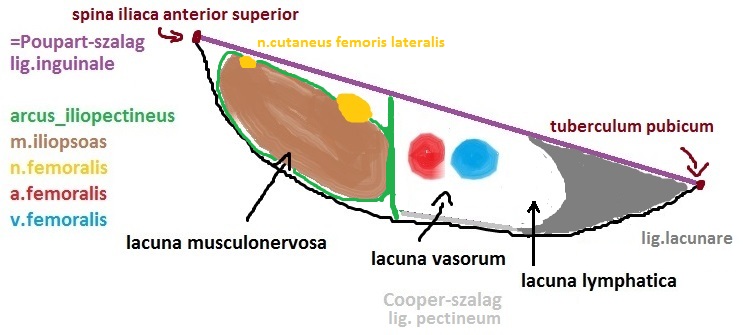 spina iliaca anterior superior
=Poupart-szalag
lig.inguinale
n.cutaneus femoris lateralis
arcus_iliopectineus
m.iliopsoas
n.femoralis
a.femoralis
v.femoralis
tuberculum pubicum
lacuna musculonervosa
lacuna vasorum
lig.lacunare
lacuna lymphatica
Cooper-szalag
lig. pectineum